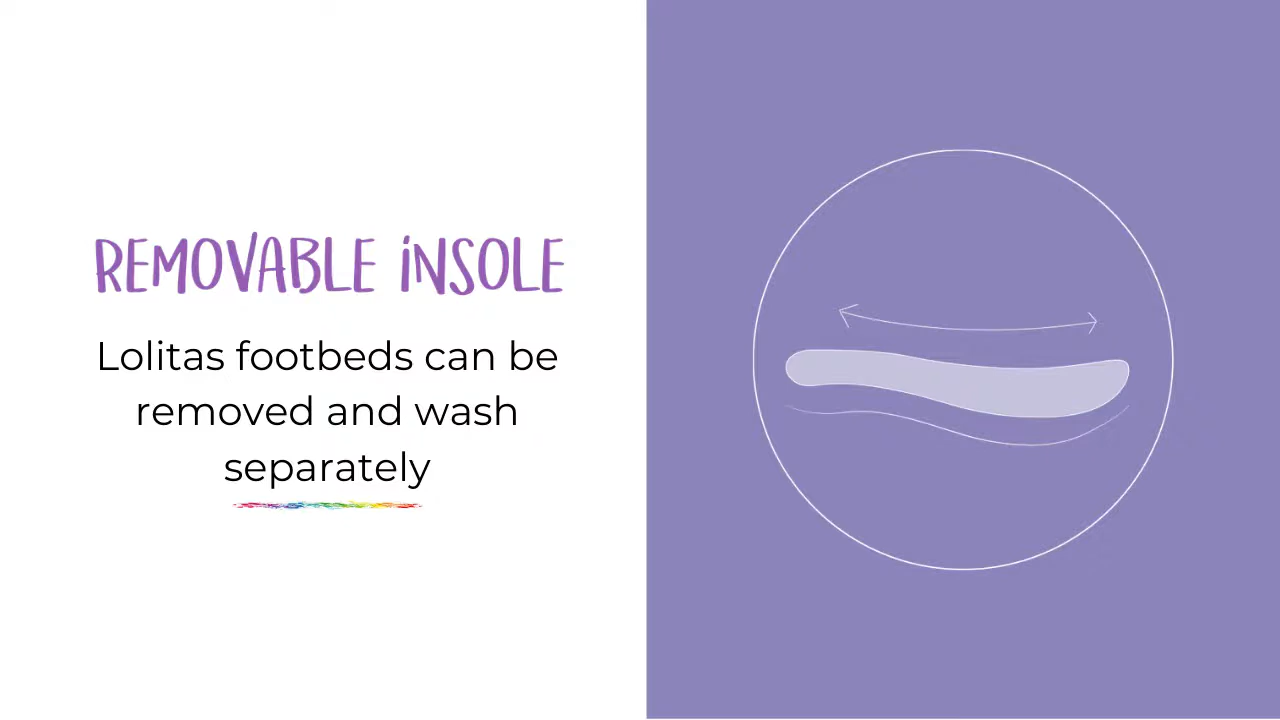 REMOVABLE iNSOLE
Lolitas footbeds can be
removed and wash
separately